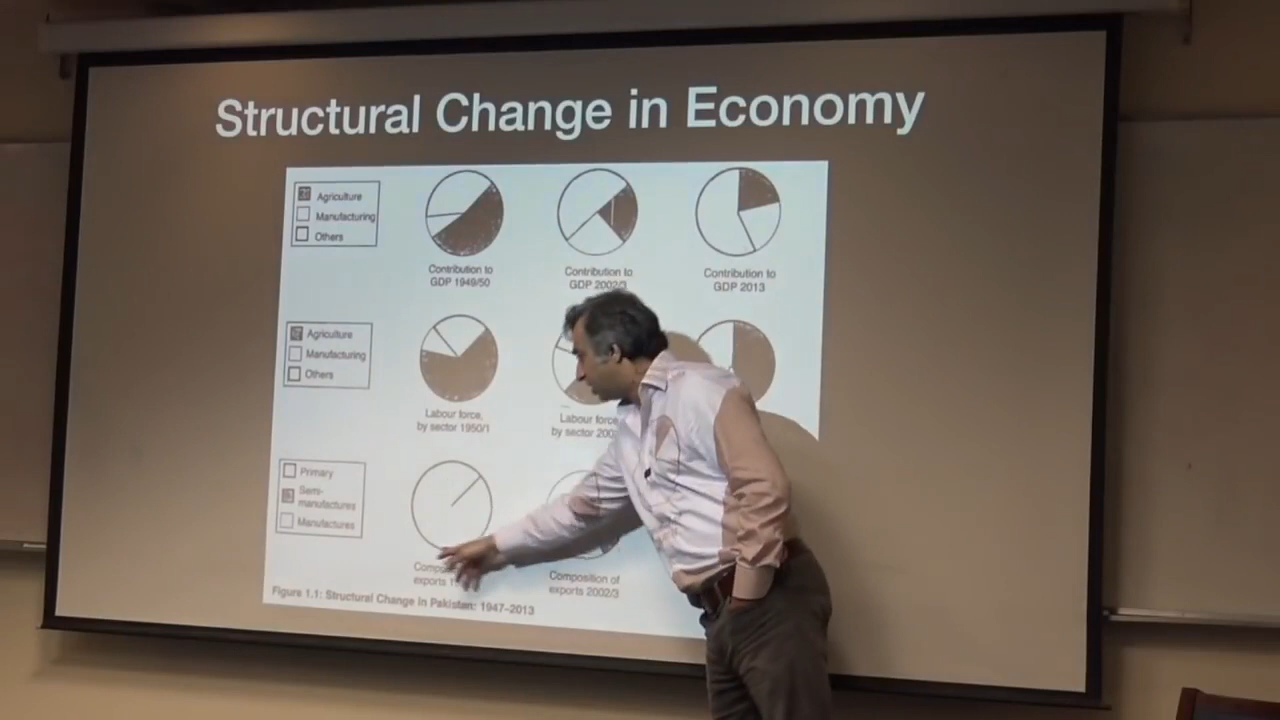 Structural Change in Economy
Agriculture
Manufacturing
Others
Contribution to
GDP 1949/50
Contribution to
GDP 2002/3
Contribution to
GDP 2013
Agriculture
Manufacturing
Others
Labour force,
by sector 1950/1
Labour force
by sector
Primary
Semi-
manufactures
Manufactures
exports
Composition of
exports 2002/3
Figure 1.1: Structural Change in Pakistan: 1947–2013